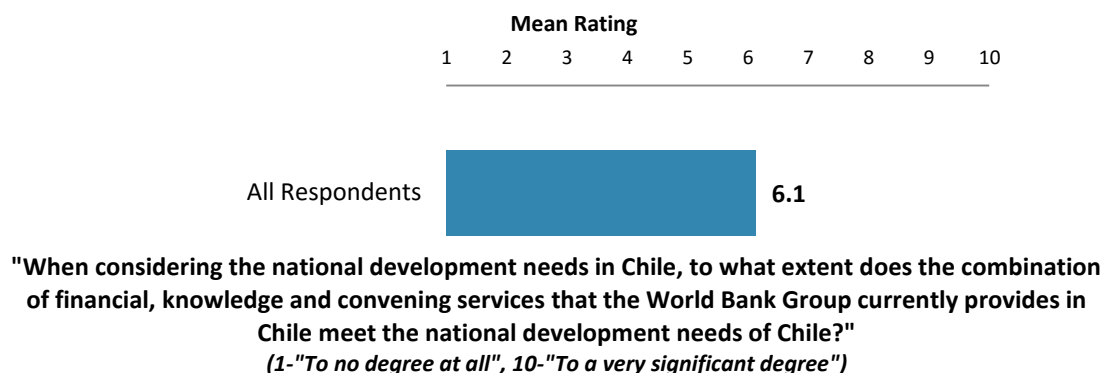 Mean Rating
1 2 3 4 5 6 7 8 9 10
All Respondents 6.1
"When considering the national development needs in Chile, to what extent does the combination
of financial, knowledge and convening services that the World Bank Group currently provides in
Chile meet the national development needs of Chile?"
(1-"To no degree at all", 10-"To a very significant degree")